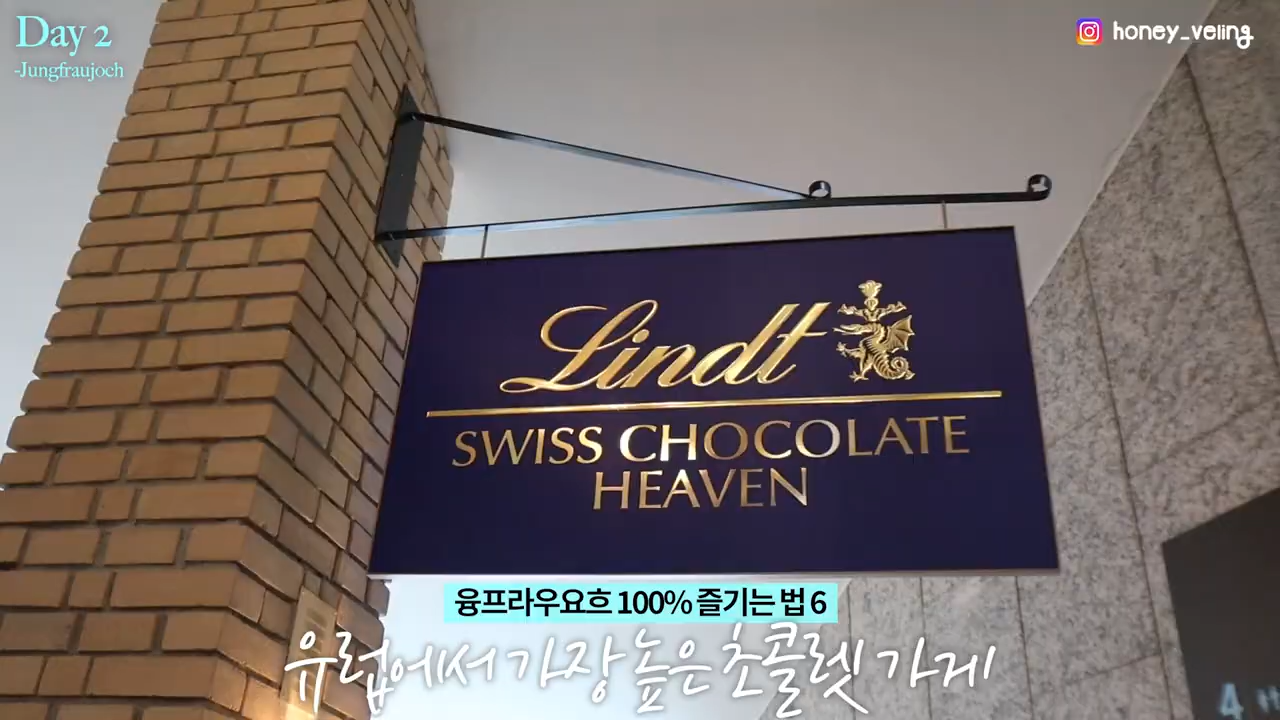 Day 2
-Jungfraujoch
honey_veling
Lindt
SWISS CHOCOLATE
HEAVEN
융프라우요흐 100% 즐기는 법 6
유럽에서 가장 높은 초콜렛 가게
4